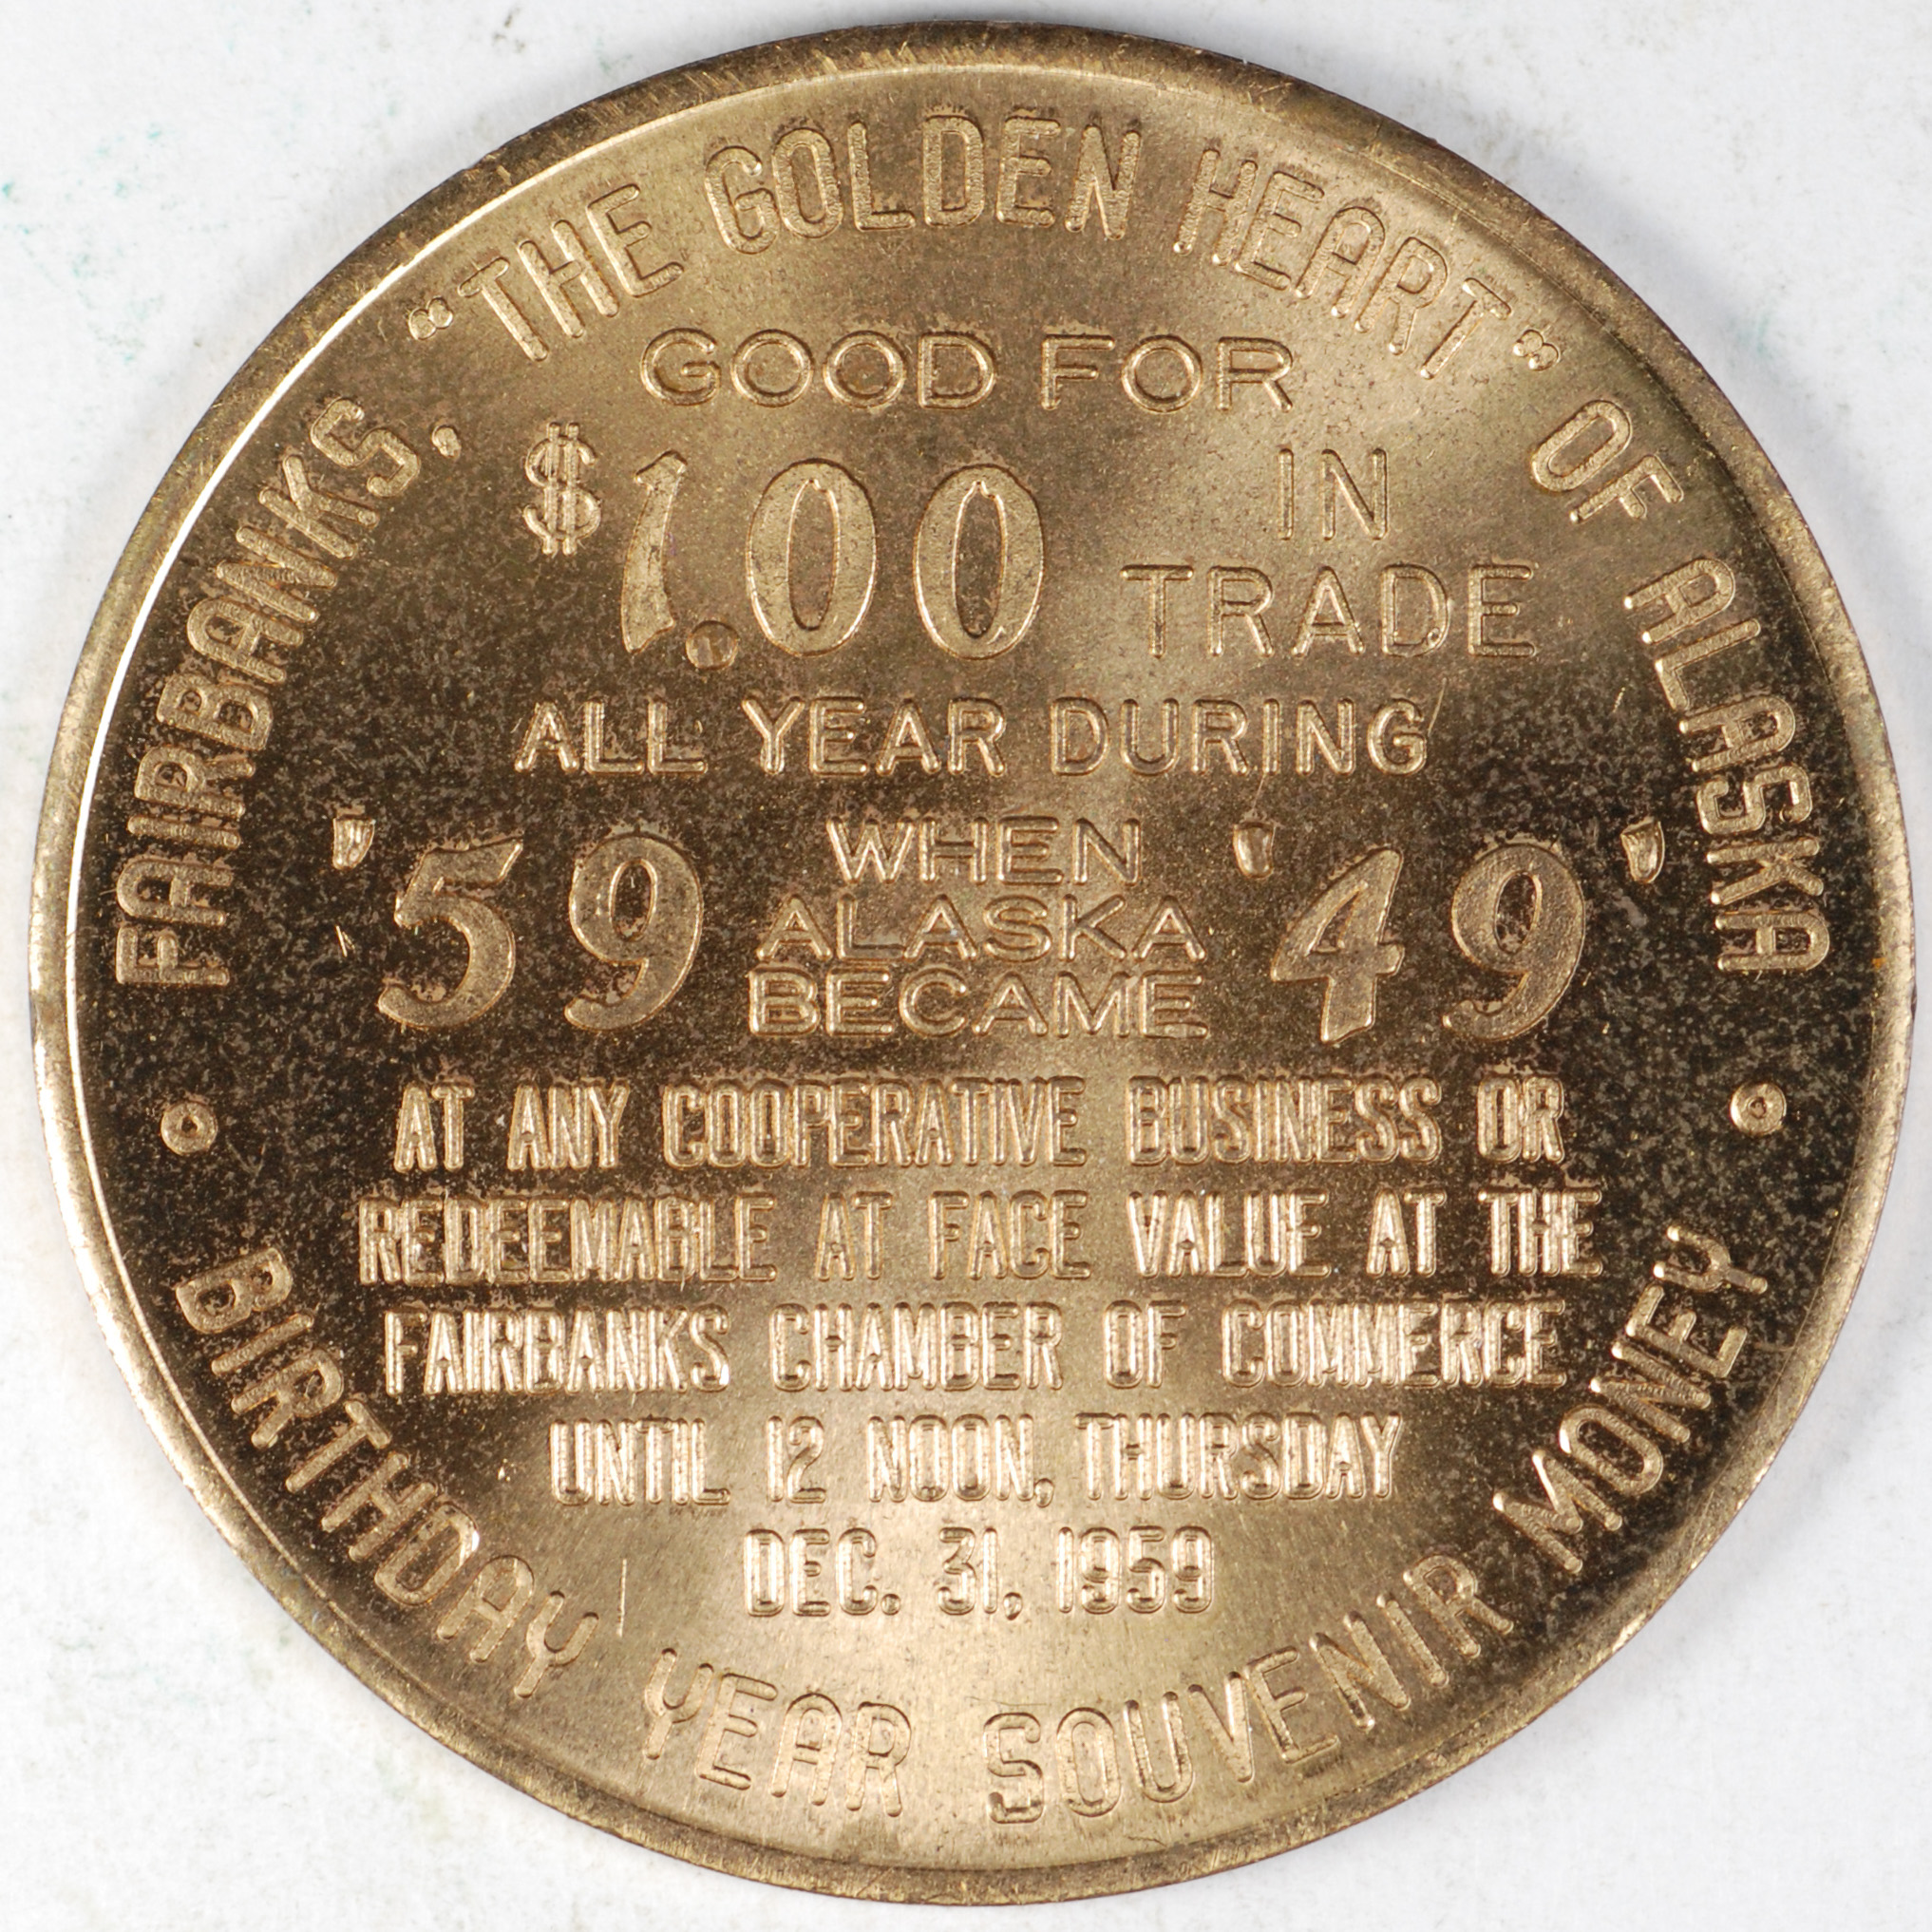 FAIRBANKS, "THE GOLDEN HEART" OF ALASKA
GOOD FOR
$1.00 IN
TRADE
ALL YEAR DURING
'59 WHEN
ALASKA
BECAME '49'
AT ANY COOPERATIVE BUSINESS OR
REDEEMABLE AT FACE VALUE AT THE
FAIRBANKS CHAMBER OF COMMERCE
UNTIL 12 NOON, THURSDAY
DEC. 31, 1959
BIRTHDAY YEAR SOUVENIR MONEY